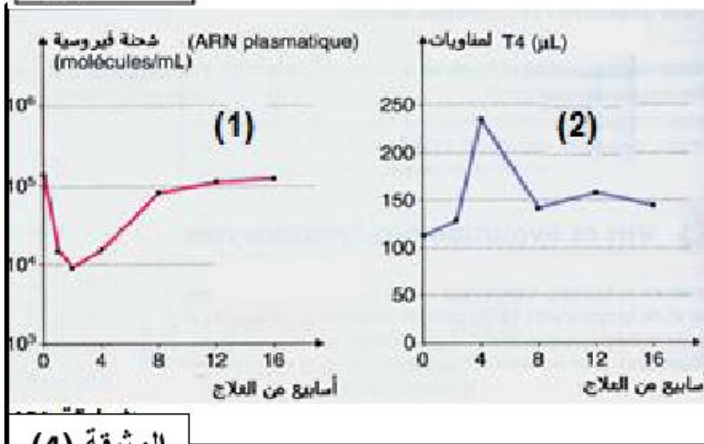 شحنة فيروسية (ARN plasmatique)
(molécules/mL)
10⁶
10⁵
10⁴
10³
0 4 8 12 16
أسابيع من العلاج
(1)
لمفاويات T4 (µL)
250
200
150
100
50
0
0 4 8 12 16
سابيع من العلاج
(2)
الوثيقة (4)